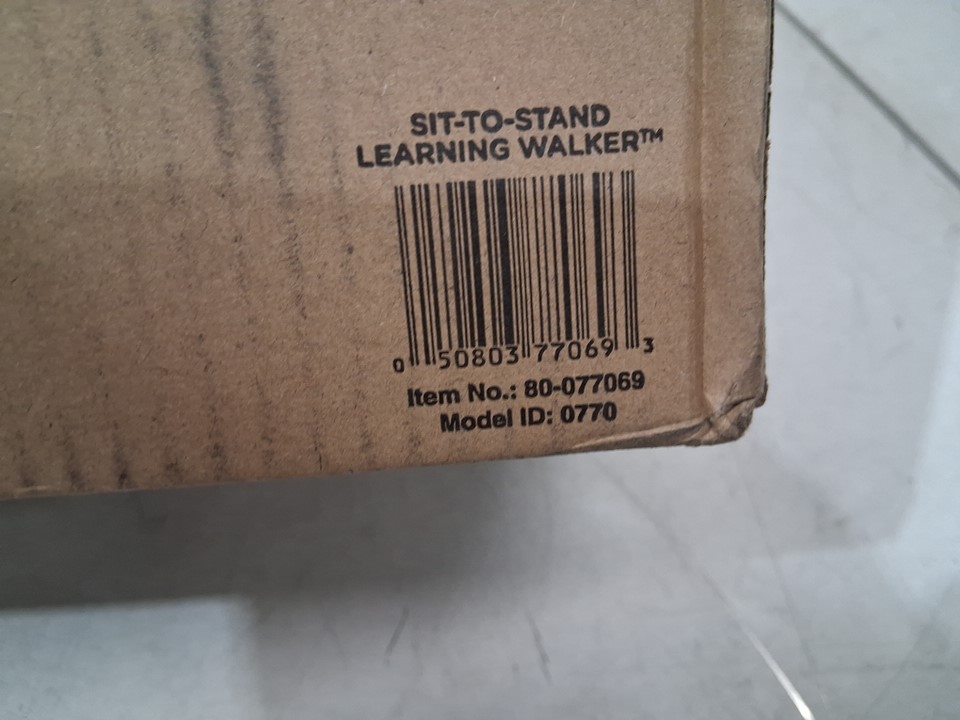 SIT-TO-STAND
LEARNING WALKER™
0 50803 77069 3
Item No.: 80-077069
Model ID: 0770